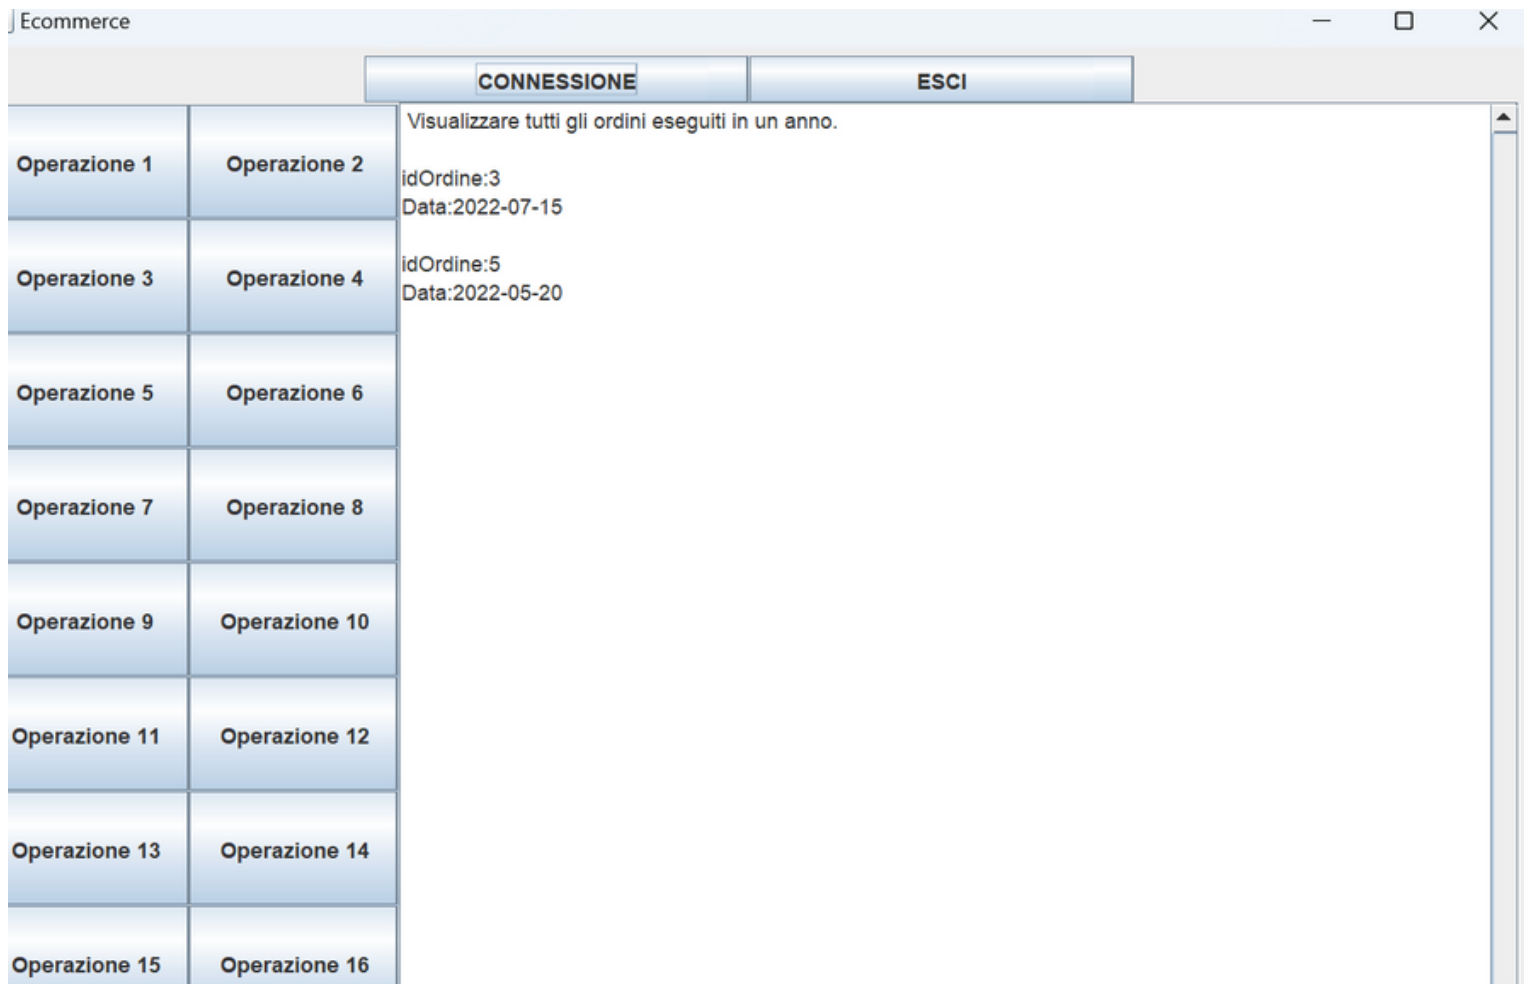 Ecommerce
CONNESSIONE ESCI
Visualizzare tutti gli ordini eseguiti in un anno.
Operazione 1 Operazione 2
idOrdine:3
Data:2022-07-15
idOrdine:5
Operazione 3 Operazione 4
Data:2022-05-20
Operazione 5 Operazione 6
Operazione 7 Operazione 8
Operazione 9 Operazione 10
Operazione 11 Operazione 12
Operazione 13 Operazione 14
Operazione 15 Operazione 16